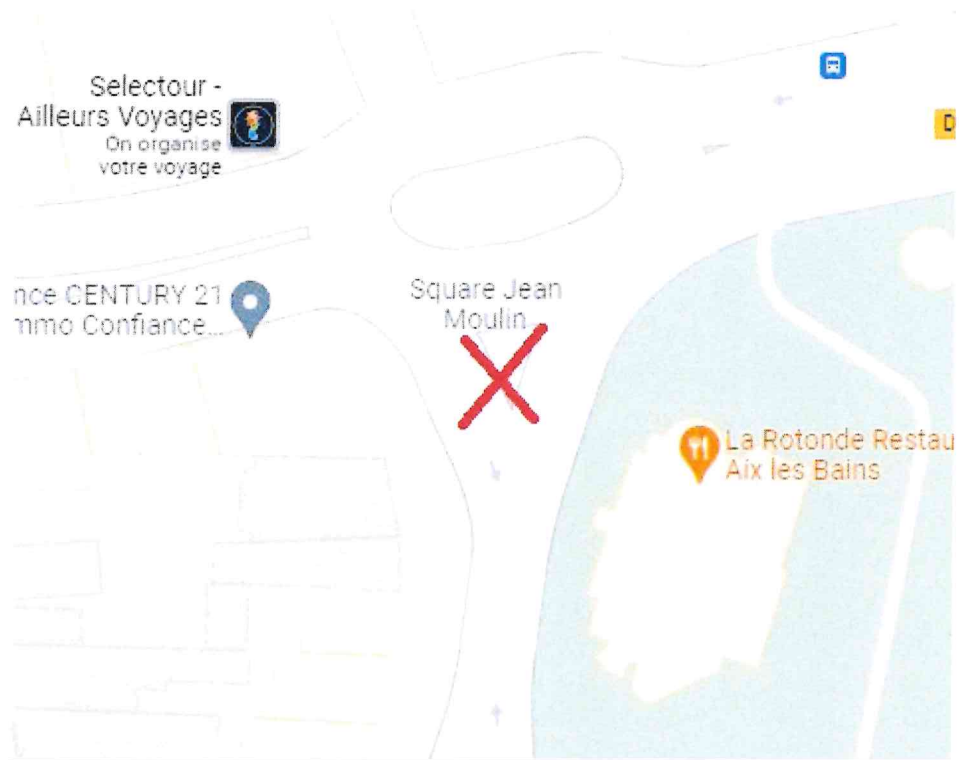 Selectour -
Ailleurs Voyages
On organise
votre voyage
D
nce CENTURY 21
mmo Confiance...
Square Jean
Moulin
La Rotonde Restau
Aix les Bains